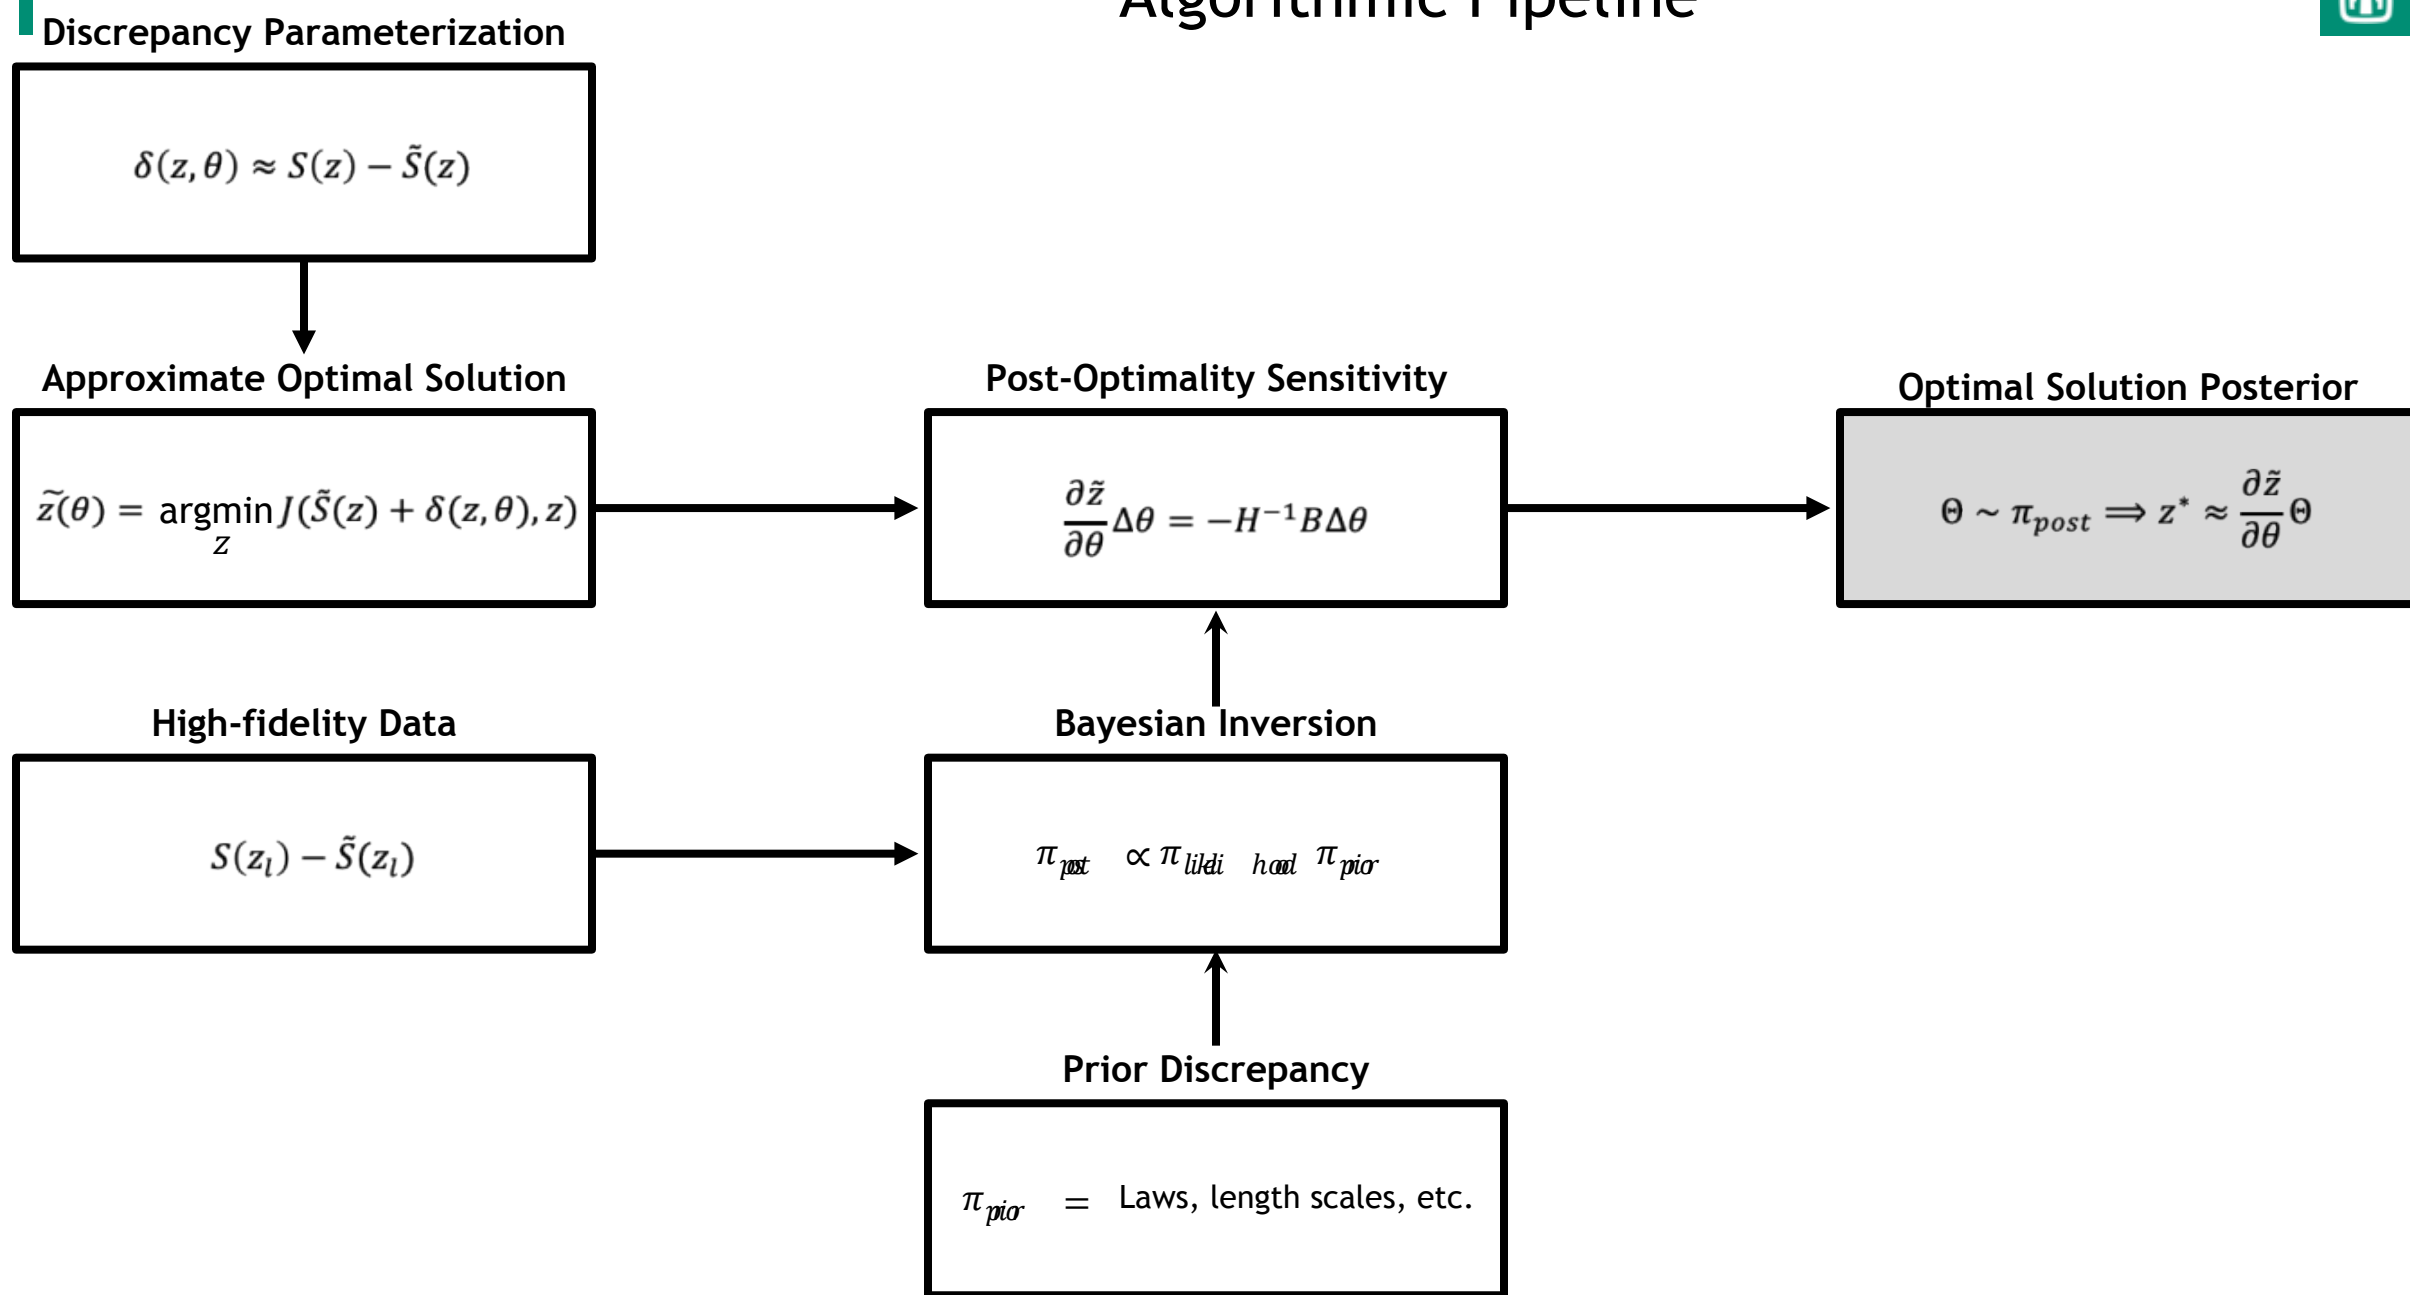 Algorithmic Pipeline
Discrepancy Parameterization
δ(z, θ) ≈ S(z) − S̃(z)
Approximate Optimal Solution
z̃(θ) = argmin J(S̃(z) + δ(z, θ), z)
z
Post-Optimality Sensitivity
∂z̃/∂θ Δθ = −H⁻¹BΔθ
Optimal Solution Posterior
Θ ~ π_post ⟹ z* ≈ ∂z̃/∂θ Θ
High-fidelity Data
S(z_l) − S̃(z_l)
Bayesian Inversion
π_post ∝ π_likelihood π_prior
Prior Discrepancy
π_prior = Laws, length scales, etc.